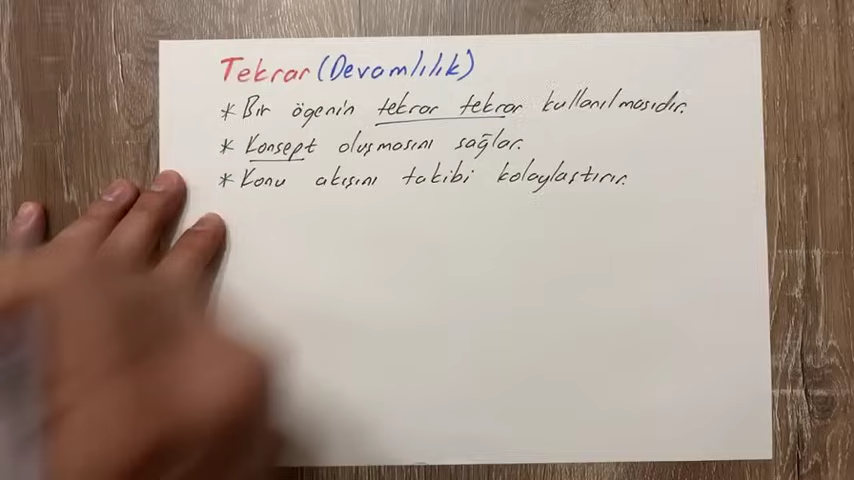 Tekrar (Devamlılık)
* Bir ögenin tekrar tekrar kullanılmasıdır.
* Konsept oluşmasını sağlar.
* Konu akışını takibi kolaylaştırır.